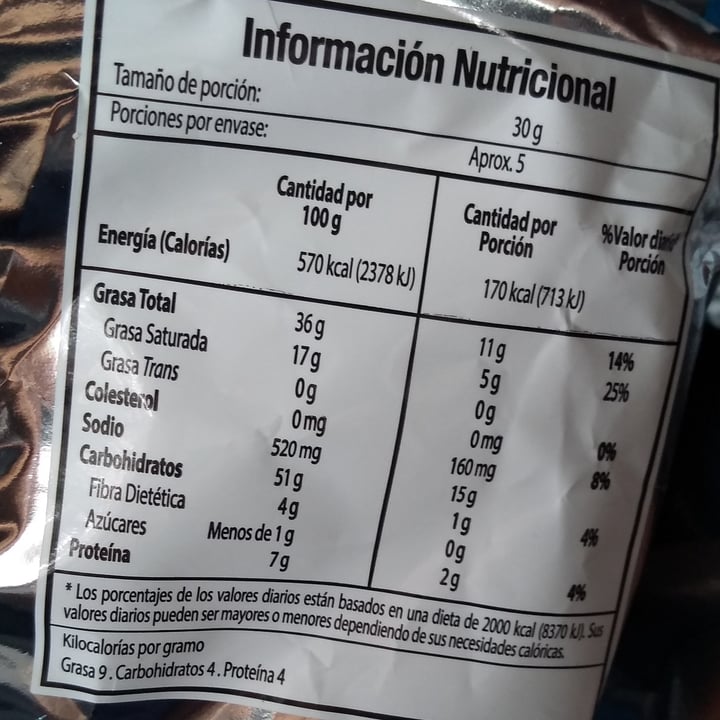 Información Nutricional
Tamaño de porción: 30 g
Porciones por envase: Aprox. 5
Cantidad por 100 g Cantidad por Porción %Valor diario* Porción
Energía (Calorías) 570 kcal (2378 kJ) 170 kcal (713 kJ)
Grasa Total 36 g 11 g 14%
Grasa Saturada 17 g 5 g 25%
Grasa Trans 0 g 0 g
Colesterol 0 mg 0 mg 0%
Sodio 520 mg 160 mg 8%
Carbohidratos 51 g 15 g
Fibra Dietética 4 g 1 g 4%
Azúcares Menos de 1 g 0 g
Proteína 7 g 2 g 4%
* Los porcentajes de los valores diarios están basados en una dieta de 2000 kcal (8370 kJ). Sus
valores diarios pueden ser mayores o menores dependiendo de sus necesidades calóricas.
Kilocalorías por gramo
Grasa 9 . Carbohidratos 4 . Proteína 4